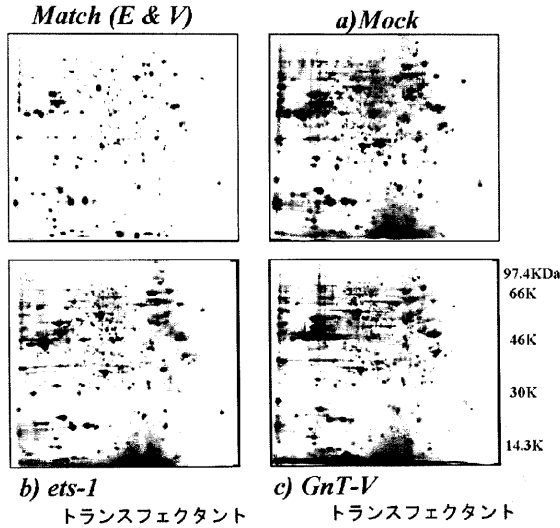 Match (E & V)
a)Mock
97.4KDa
66K
46K
30K
14.3K
b) ets-1
トランスフェクタント
c) GnT-V
トランスフェクタント